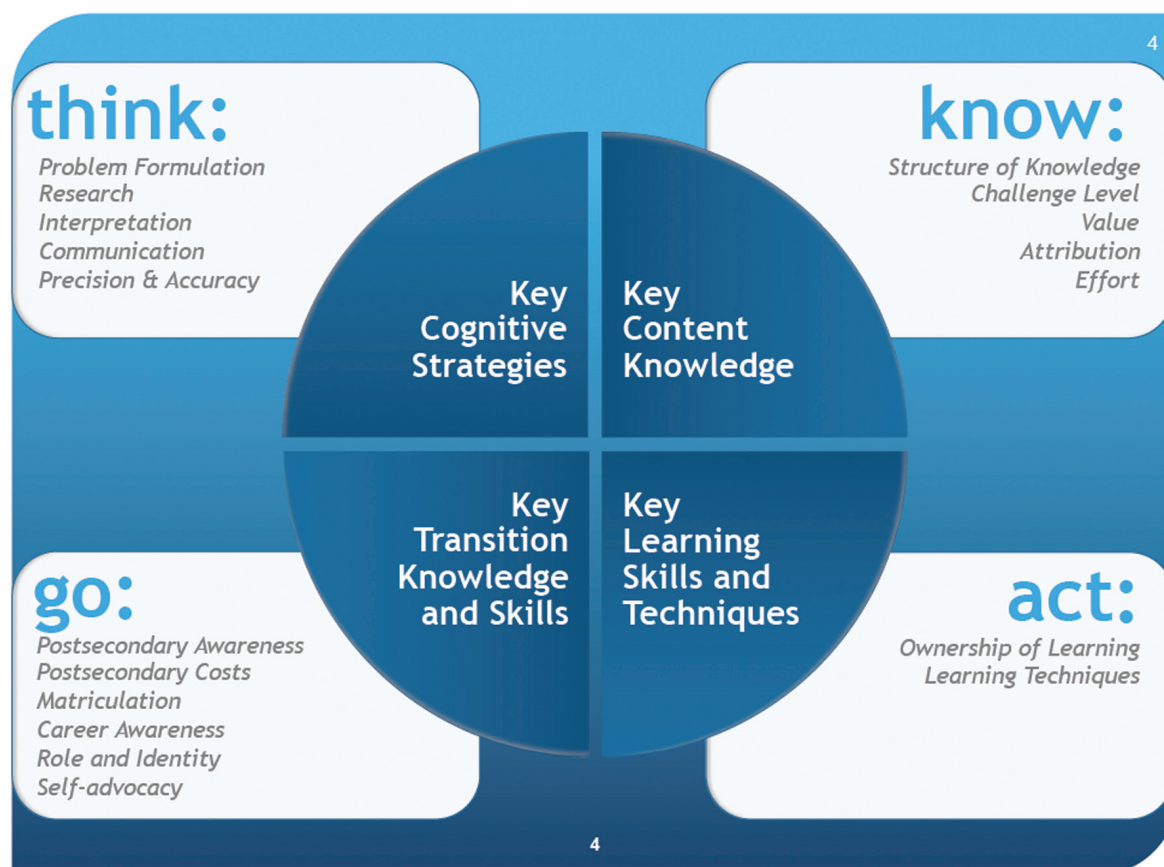 4
think:
Problem Formulation
Research
Interpretation
Communication
Precision & Accuracy
know:
Structure of Knowledge
Challenge Level
Value
Attribution
Effort
Key
Cognitive
Strategies
Key
Content
Knowledge
Key
Transition
Knowledge
and Skills
Key
Learning
Skills and
Techniques
go:
Postsecondary Awareness
Postsecondary Costs
Matriculation
Career Awareness
Role and Identity
Self-advocacy
act:
Ownership of Learning
Learning Techniques
4